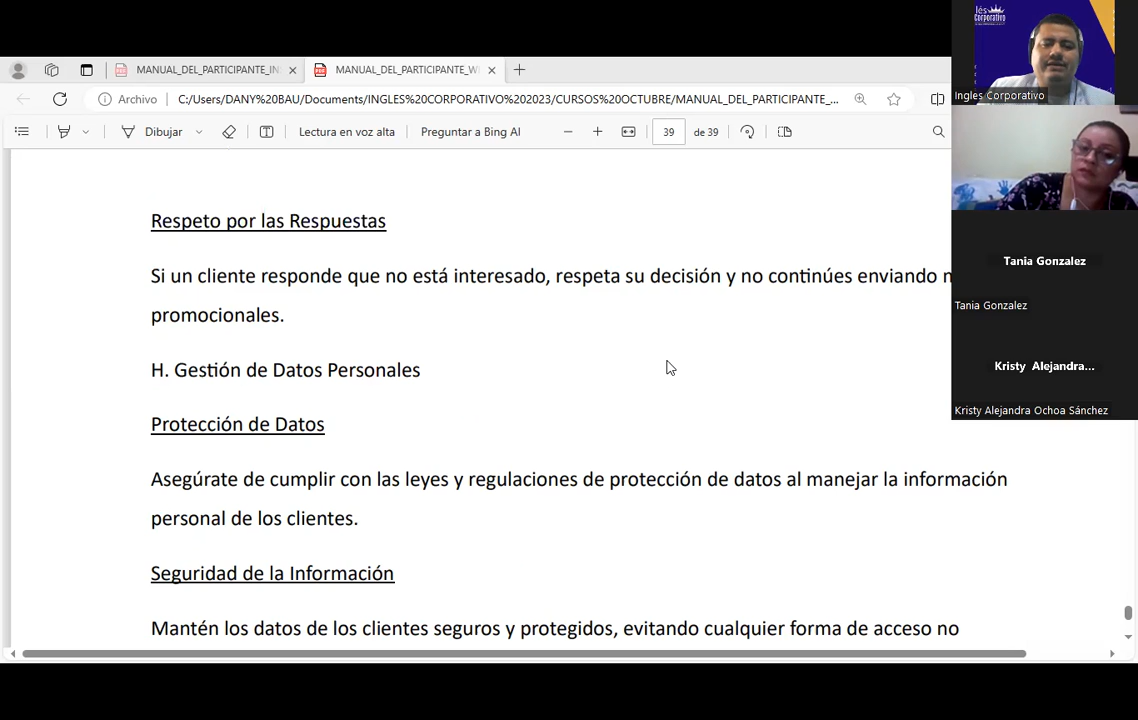 lés
Corporativo
Ingles Corporativo
MANUAL_DEL_PARTICIPANTE_IN
MANUAL_DEL_PARTICIPANTE_W
Archivo
C:/Users/DANY%20BAU/Documents/INGLES%20CORPORATIVO%202023/CURSOS%20OCTUBRE/MANUAL_DEL_PARTICIPANTE_...
Dibujar
Lectura en voz alta
Preguntar a Bing AI
39
de 39
Respeto por las Respuestas
Si un cliente responde que no está interesado, respeta su decisión y no continúes enviando
promocionales.
H. Gestión de Datos Personales
Protección de Datos
Asegúrate de cumplir con las leyes y regulaciones de protección de datos al manejar la información
personal de los clientes.
Seguridad de la Información
Mantén los datos de los clientes seguros y protegidos, evitando cualquier forma de acceso no
Tania Gonzalez
Tania Gonzalez
Kristy Alejandra...
Kristy Alejandra Ochoa Sánchez